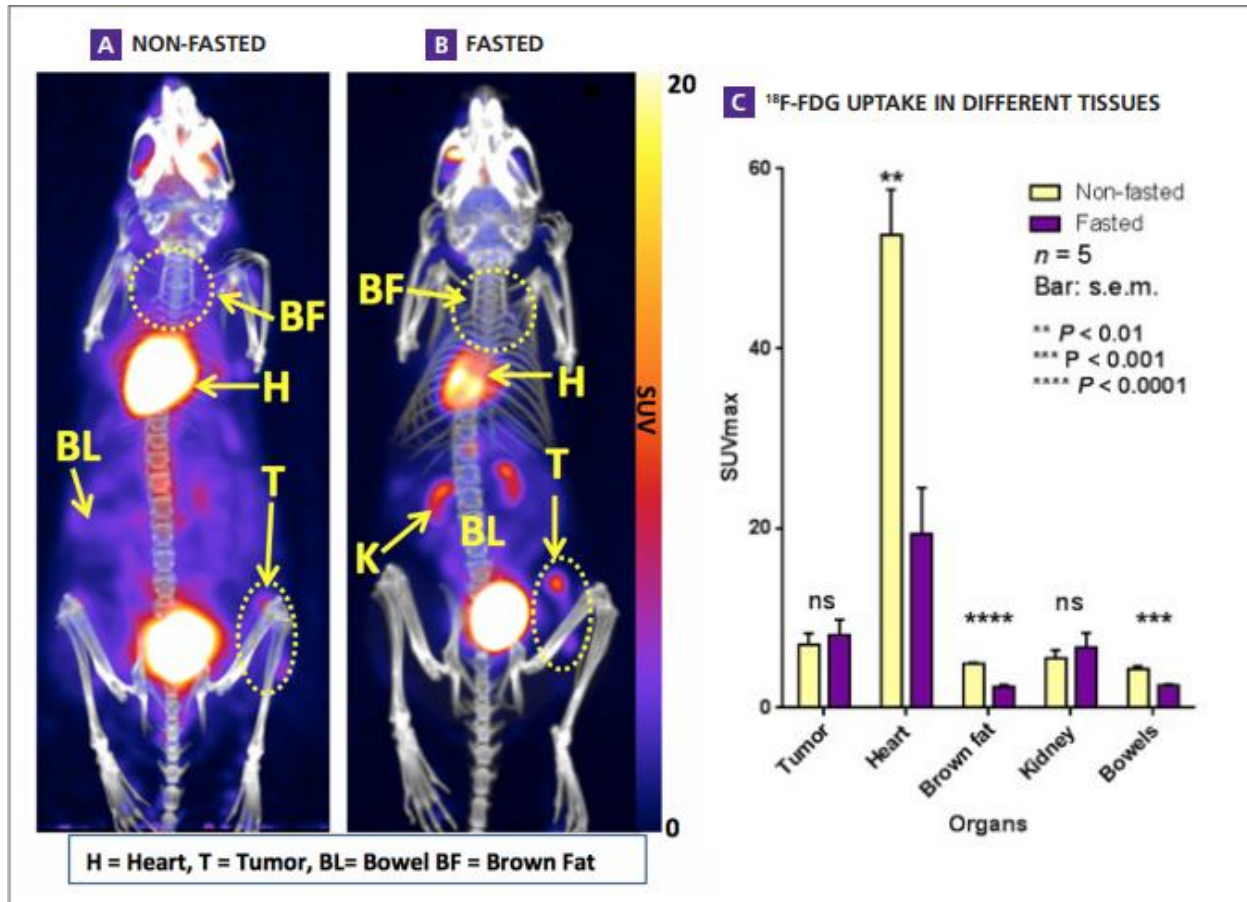 A NON-FASTED
B FASTED
BF
H
BL
T
BF
H
T
K
BL
20
SUV
0
H = Heart, T = Tumor, BL= Bowel BF = Brown Fat
C ¹⁸F-FDG UPTAKE IN DIFFERENT TISSUES
60
40
20
0
SUVmax
Non-fasted
Fasted
n = 5
Bar: s.e.m.
** P < 0.01
*** P < 0.001
**** P < 0.0001
ns
**
****
ns
***
Tumor
Heart
Brown fat
Kidney
Bowels
Organs